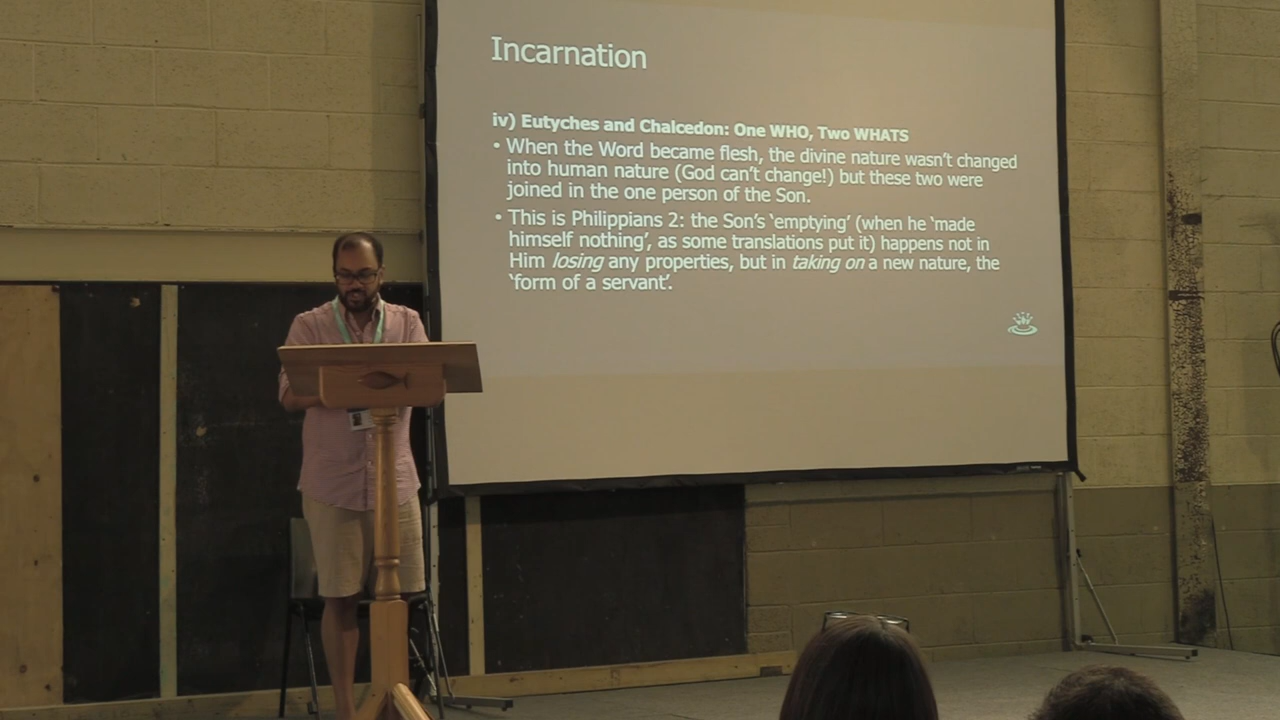 Incarnation
iv) Eutyches and Chalcedon: One WHO, Two WHATS
• When the Word became flesh, the divine nature wasn't changed
into human nature (God can't change!) but these two were
joined in the one person of the Son.
• This is Philippians 2: the Son's 'emptying' (when he 'made
himself nothing', as some translations put it) happens not in
Him losing any properties, but in taking on a new nature, the
'form of a servant'.